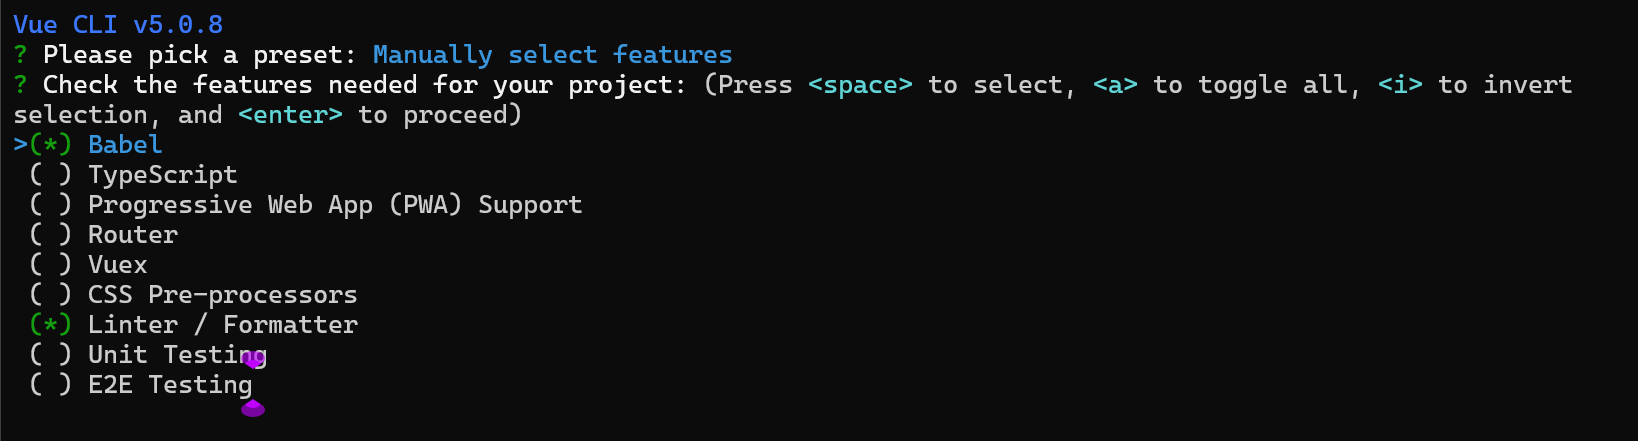 Vue CLI v5.0.8
? Please pick a preset: Manually select features
? Check the features needed for your project: (Press <space> to select, <a> to toggle all, <i> to invert
selection, and <enter> to proceed)
>(*) Babel
 ( ) TypeScript
 ( ) Progressive Web App (PWA) Support
 ( ) Router
 ( ) Vuex
 ( ) CSS Pre-processors
 (*) Linter / Formatter
 ( ) Unit Testing
 ( ) E2E Testing